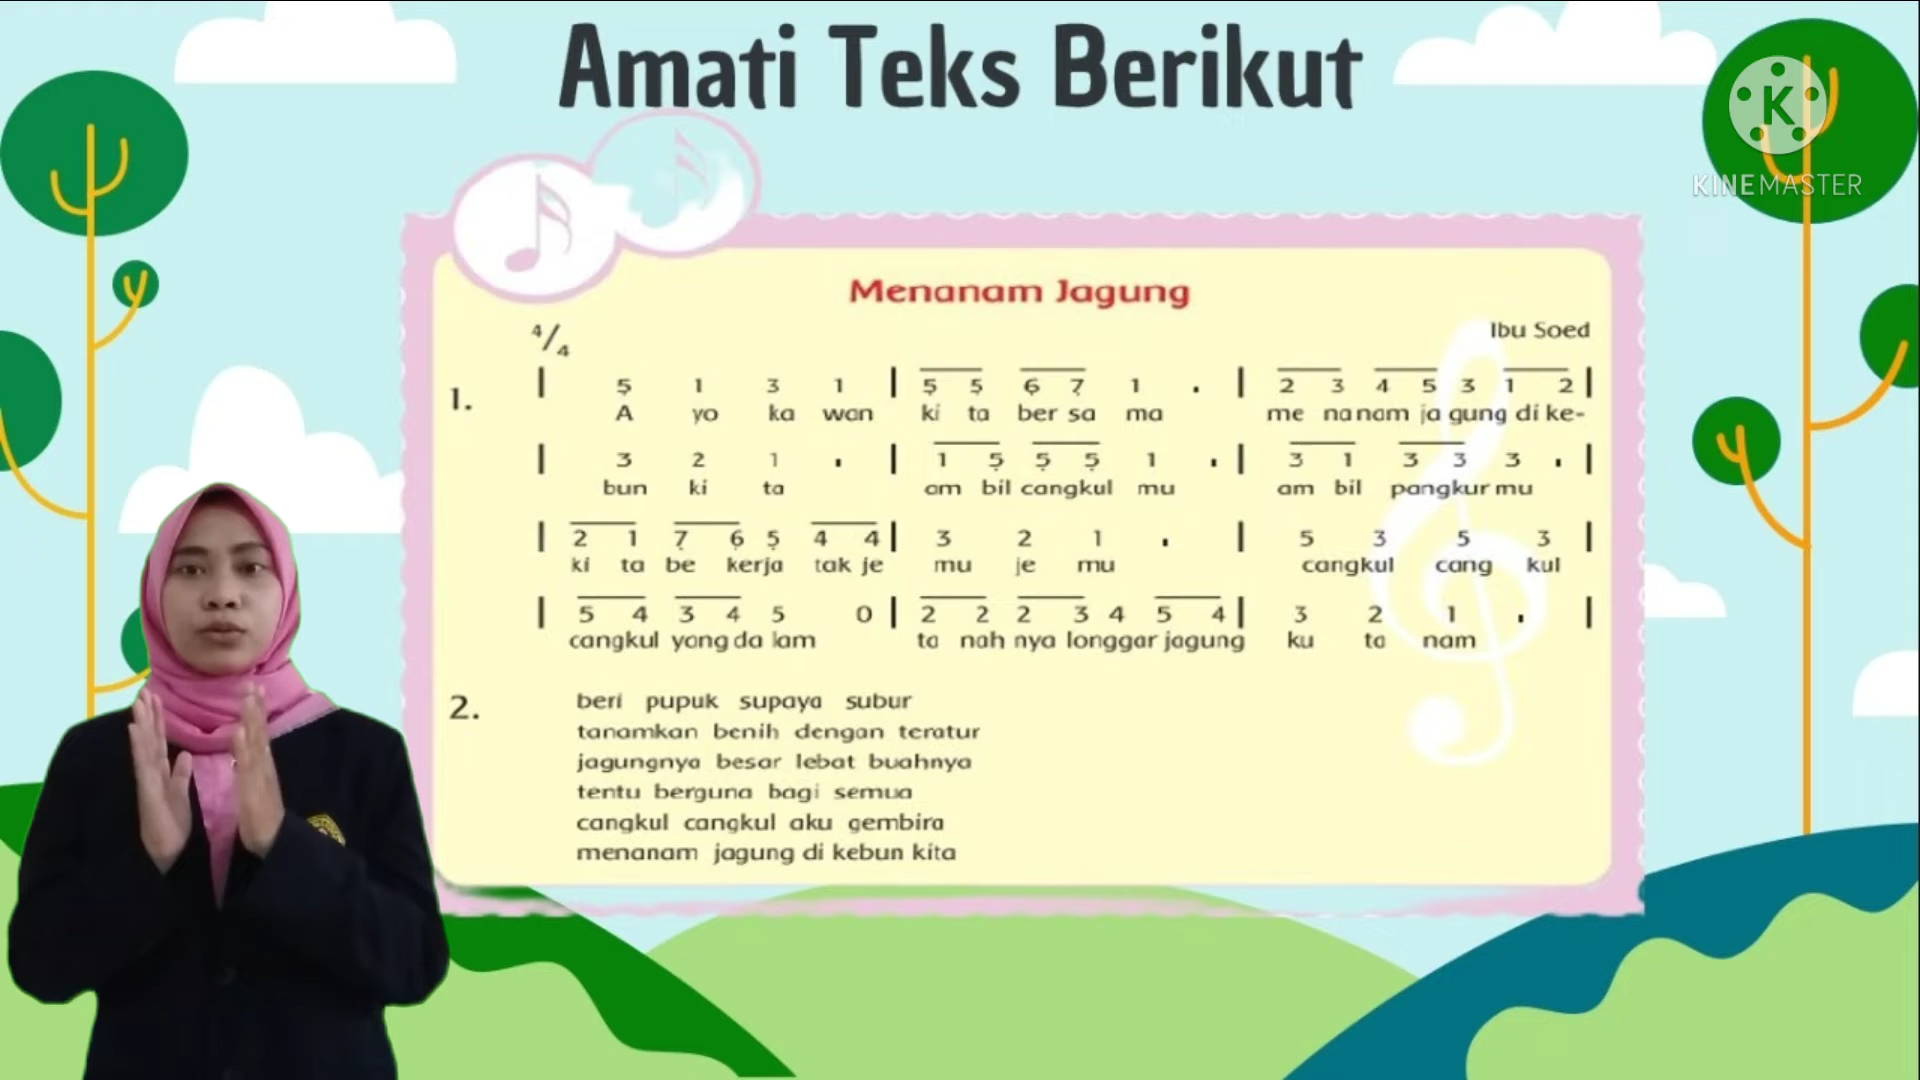 Amati Teks Berikut
KINEMASTER
Menanam Jagung
4/4
Ibu Soed
1. | 5̣ 1 3 1 | 5̣ 5̣ 6̣ 7̣ 1 . | 2 3 4 5 3 1 2 |
A yo ka wan ki ta ber sa ma me nanam ja gung di ke-
| 3 2 1 . | 1 5̣ 5̣ 5̣ 1 . | 3 1 3 3 3 . |
bun ki ta am bil cangkul mu am bil pangkur mu
| 2 1 7̣ 6̣ 5̣ 4 4 | 3 2 1 . | 5 3 5 3 |
ki ta be kerja tak je mu je mu cangkul cang kul
| 5 4 3 4 5 0 | 2 2 2 3 4 5 4 | 3 2 1 . |
cangkul yang da lam ta nah nya longgar jagung ku ta nam
2. beri pupuk supaya subur
tanamkan benih dengan teratur
jagungnya besar lebat buahnya
tentu berguna bagi semua
cangkul cangkul aku gembira
menanam jagung di kebun kita